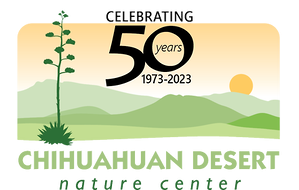 CELEBRATING
50 years
1973-2023
CHIHUAHUAN DESERT
nature center